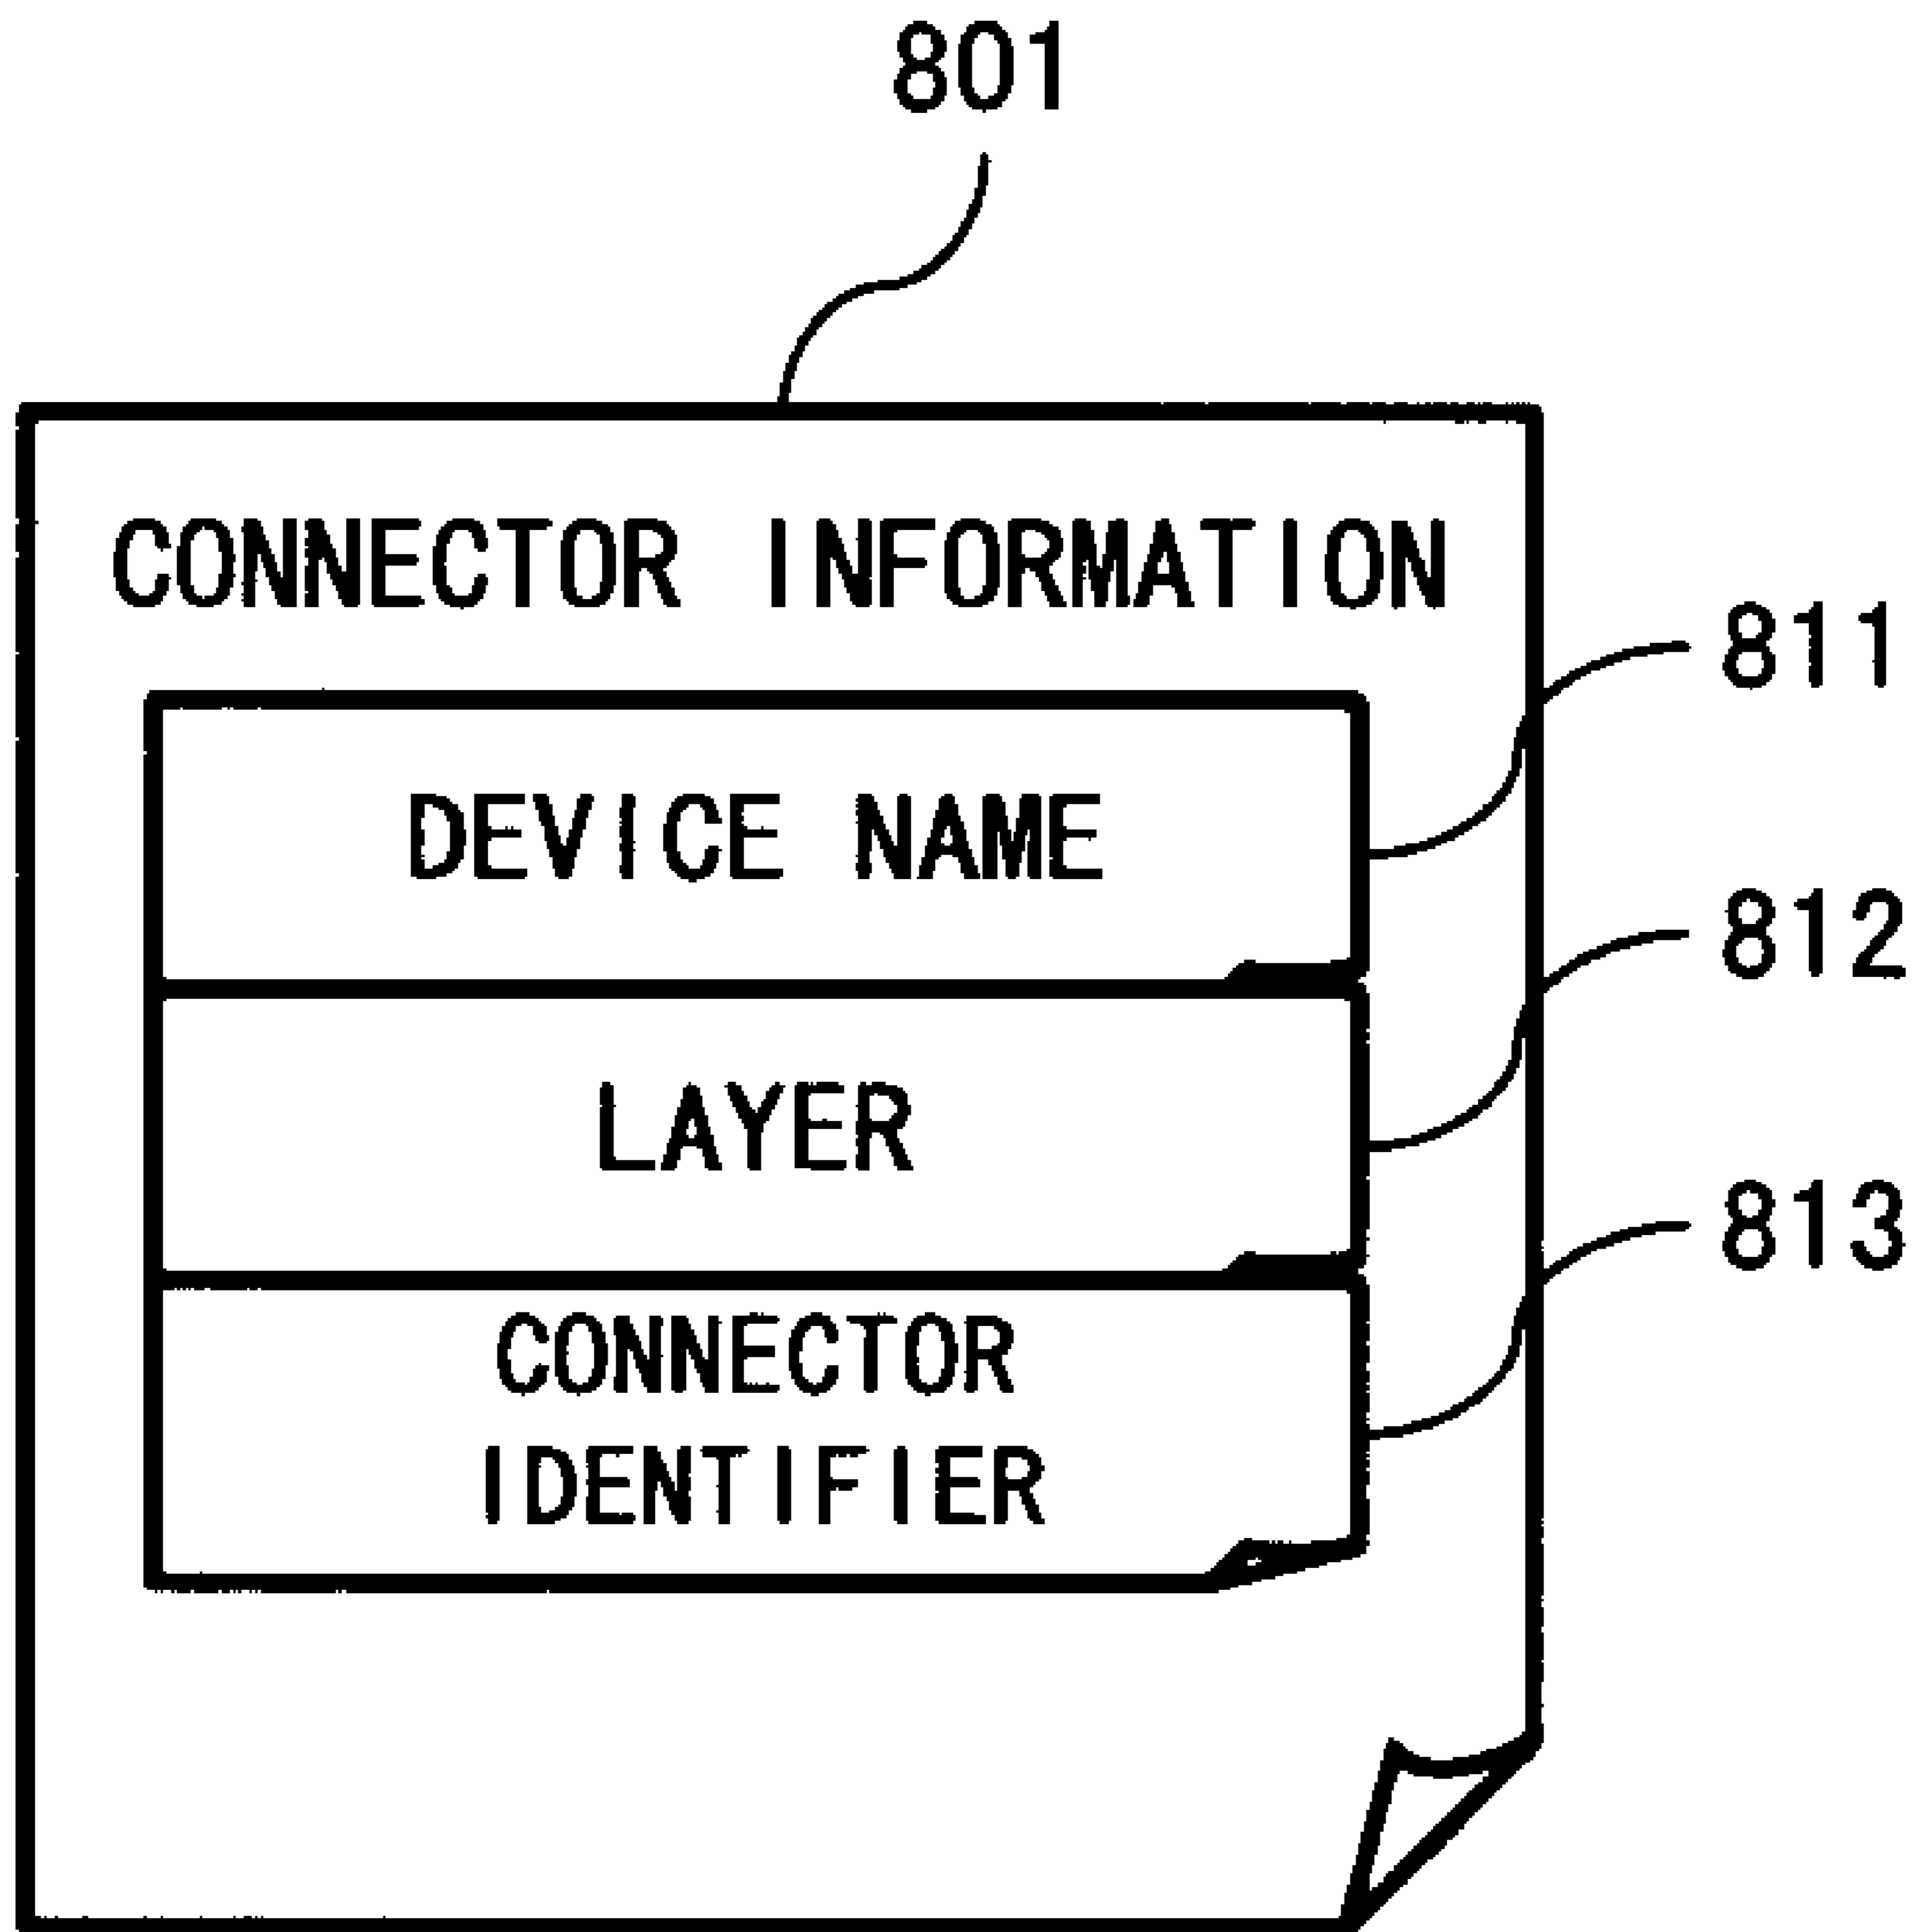 801
CONNECTOR INFORMATION
811
DEVICE NAME
812
LAYER
813
CONNECTOR
IDENTIFIER